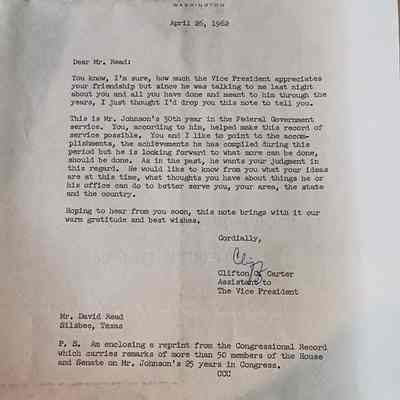 WASHINGTON
April 26, 1962
Dear Mr. Read:
You know, I'm sure, how much the Vice President appreciates
your friendship but since he was talking to me last night
about you and all you have done and meant to him through the
years, I just thought I'd drop you this note to tell you.
This is Mr. Johnson's 30th year in the Federal Government
service. You, according to him, helped make this record of
service possible. You and I like to point to the accom-
plishments, the achievements he has compiled during this
period but he is looking forward to what more can be done,
should be done. As in the past, he wants your judgment in
this regard. He would like to know from you what your ideas
are at this time, what thoughts you have about things he or
his office can do to better serve you, your area, the state
and the country.
Hoping to hear from you soon, this note brings with it our
warm gratitude and best wishes.
Cordially,
Clifton C. Carter
Assistant to
The Vice President
Mr. David Read
Silsbee, Texas
P. S. Am enclosing a reprint from the Congressional Record
which carries remarks of more than 50 members of the House
and Senate on Mr. Johnson's 25 years in Congress.
CCC